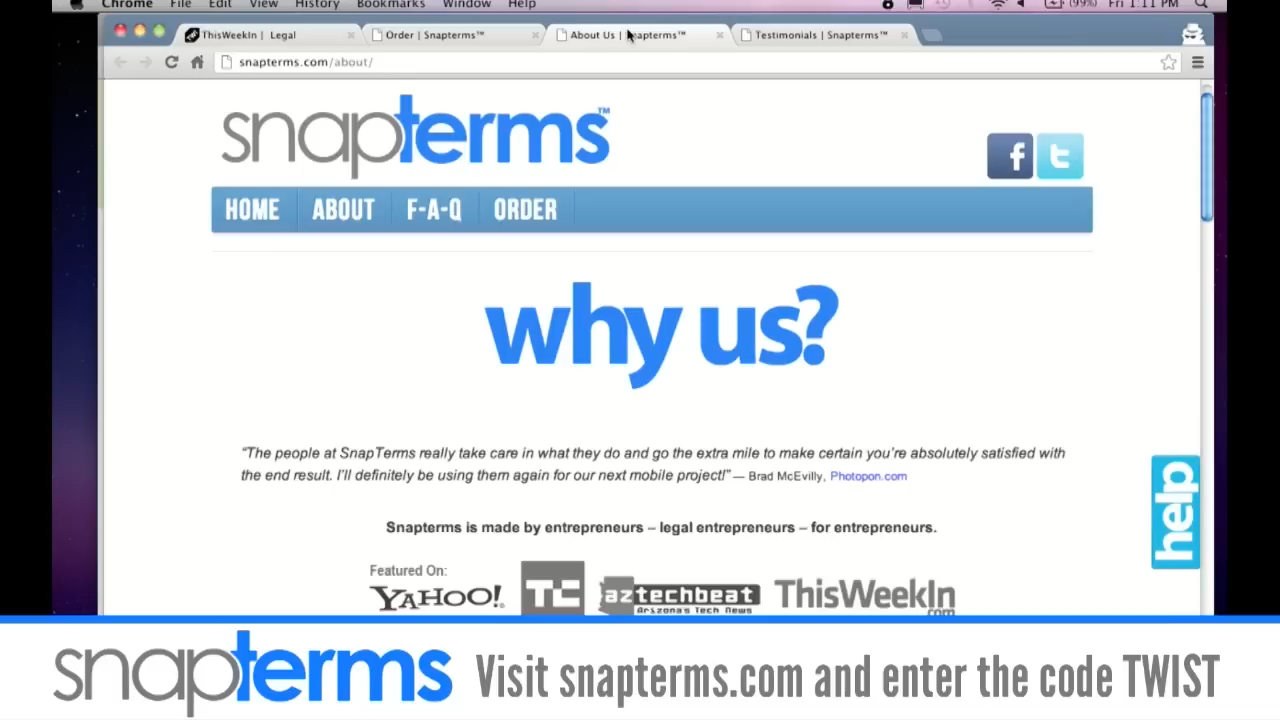 Chrome File Edit View History Bookmarks Window Help (99%) Fri 1:11 PM
ThisWeekIn | Legal Order | Snapterms™ About Us | Snapterms™ Testimonials | Snapterms™
snapterms.com/about/
snapterms™
f t
HOME ABOUT F-A-Q ORDER
why us?
“The people at SnapTerms really take care in what they do and go the extra mile to make certain you’re absolutely satisfied with
the end result. I’ll definitely be using them again for our next mobile project!” — Brad McEvilly, Photopon.com
help
Snapterms is made by entrepreneurs – legal entrepreneurs – for entrepreneurs.
Featured On:
YAHOO! TC aztechbeat ThisWeekIn
Arizona's Tech News .com
snapterms Visit snapterms.com and enter the code TWIST